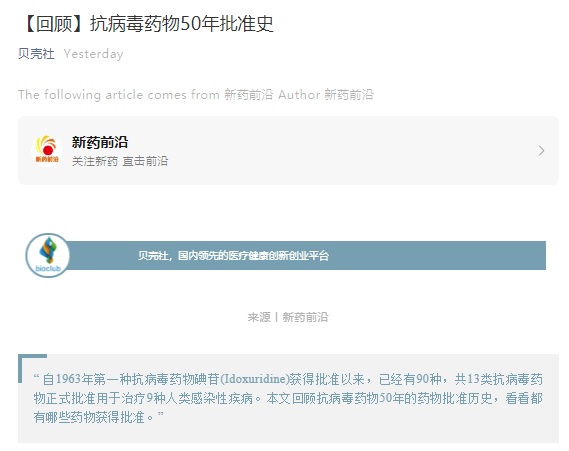 【回顾】抗病毒药物50年批准史
贝壳社 Yesterday
The following article comes from 新药前沿 Author 新药前沿
新药前沿
新药前沿
关注新药 直击前沿
bioclub
贝壳社，国内领先的医疗健康创新创业平台
来源丨新药前沿
“ 自1963年第一种抗病毒药物碘苷(Idoxuridine)获得批准以来，已经有90种，共13类抗病毒药
物正式批准用于治疗9种人类感染性疾病。本文回顾抗病毒药物50年的药物批准历史，看看都
有哪些药物获得批准。”